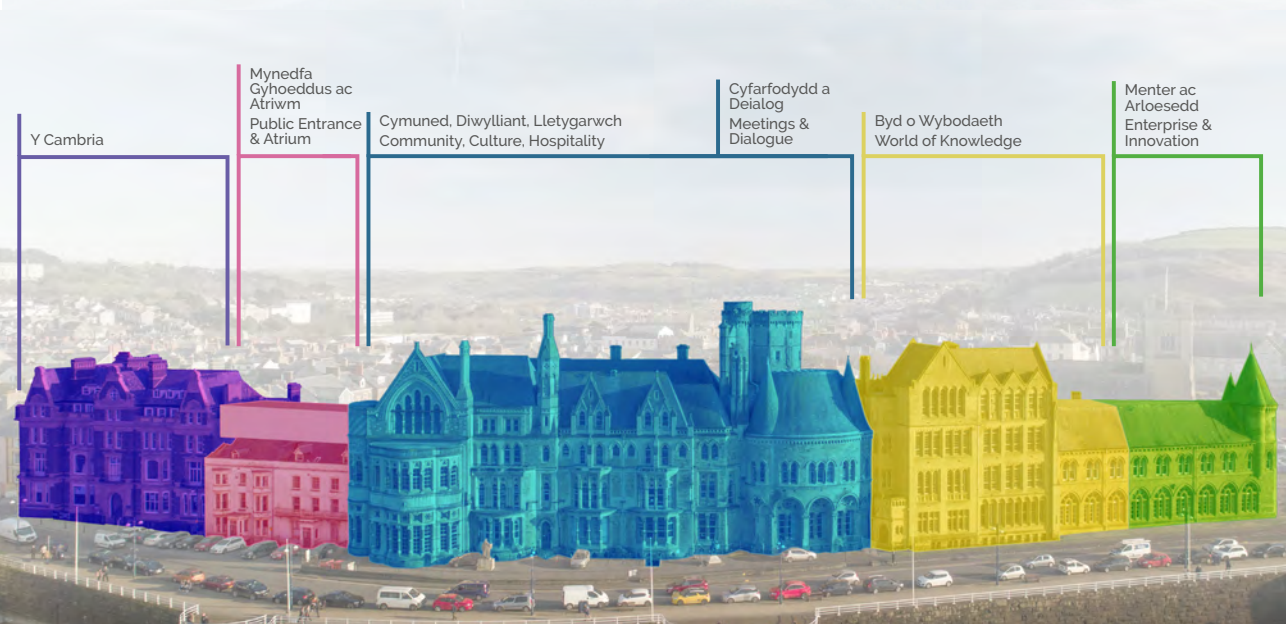 Y Cambria
Mynedfa
Gyhoeddus ac
Atriwm
Public Entrance
& Atrium
Cymuned, Diwylliant, Lletygarwch
Community, Culture, Hospitality
Cyfarfodydd a
Deialog
Meetings &
Dialogue
Byd o Wybodaeth
World of Knowledge
Menter ac
Arloesedd
Enterprise &
Innovation